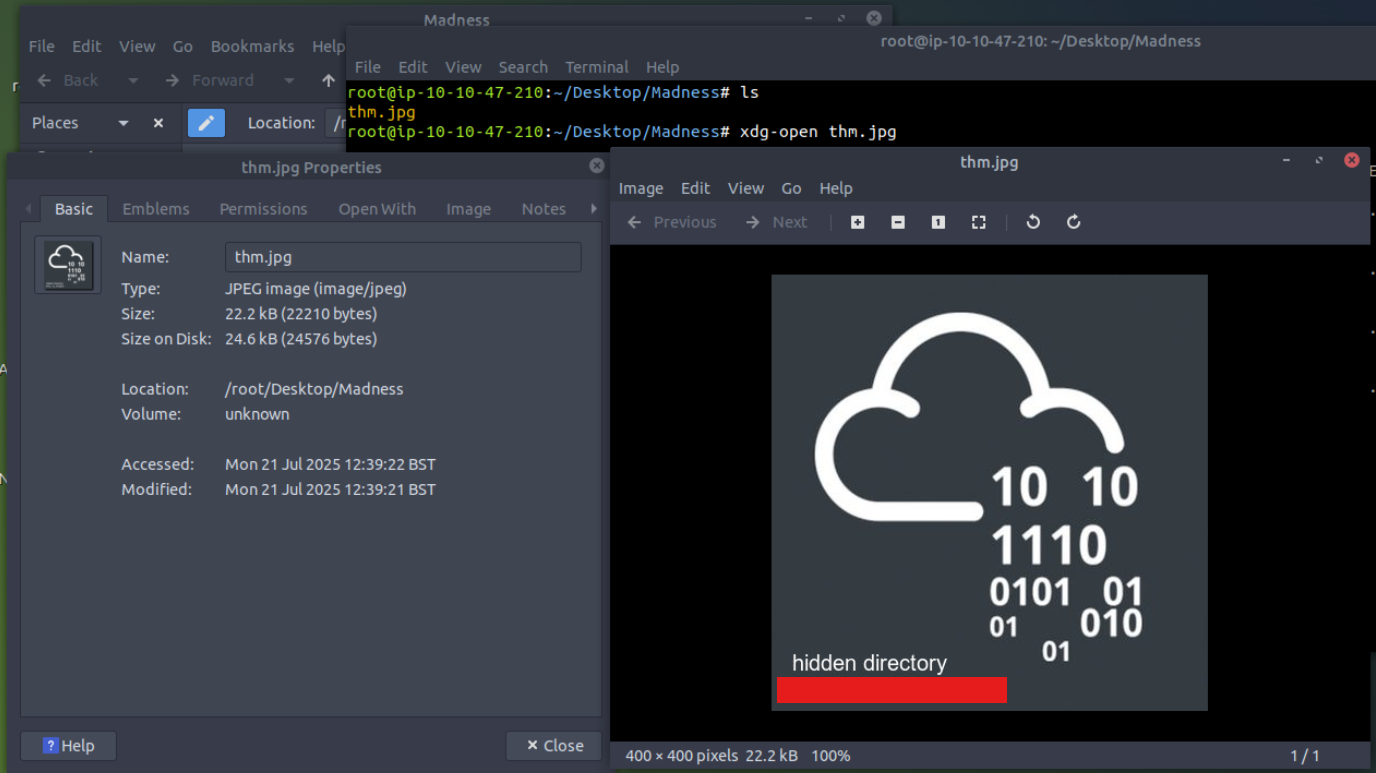 Madness
File Edit View Go Bookmarks Help
Back Forward
Places Location:
root@ip-10-10-47-210: ~/Desktop/Madness
File Edit View Search Terminal Help
root@ip-10-10-47-210:~/Desktop/Madness# ls
thm.jpg
root@ip-10-10-47-210:~/Desktop/Madness# xdg-open thm.jpg
thm.jpg Properties
Basic Emblems Permissions Open With Image Notes
Name: thm.jpg
Type: JPEG image (image/jpeg)
Size: 22.2 kB (22210 bytes)
Size on Disk: 24.6 kB (24576 bytes)
Location: /root/Desktop/Madness
Volume: unknown
Accessed: Mon 21 Jul 2025 12:39:22 BST
Modified: Mon 21 Jul 2025 12:39:21 BST
Help Close
thm.jpg
Image Edit View Go Help
Previous Next
10 10
1110
0101 01
01 010
01
hidden directory
400 × 400 pixels 22.2 kB 100% 1 / 1